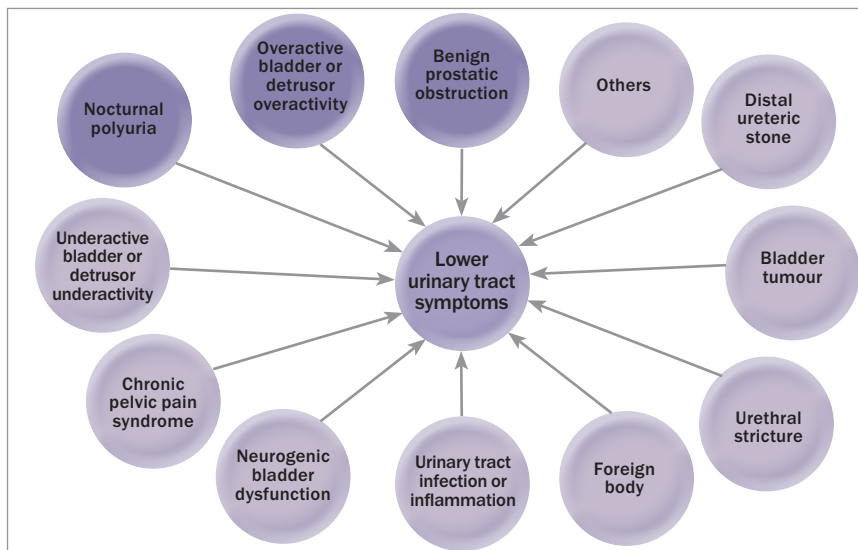 Nocturnal
polyuria
Overactive
bladder or
detrusor
overactivity
Benign
prostatic
obstruction
Others
Distal
ureteric
stone
Underactive
bladder or
detrusor
underactivity
Lower
urinary tract
symptoms
Bladder
tumour
Chronic
pelvic pain
syndrome
Neurogenic
bladder
dysfunction
Urinary tract
infection or
inflammation
Foreign
body
Urethral
stricture